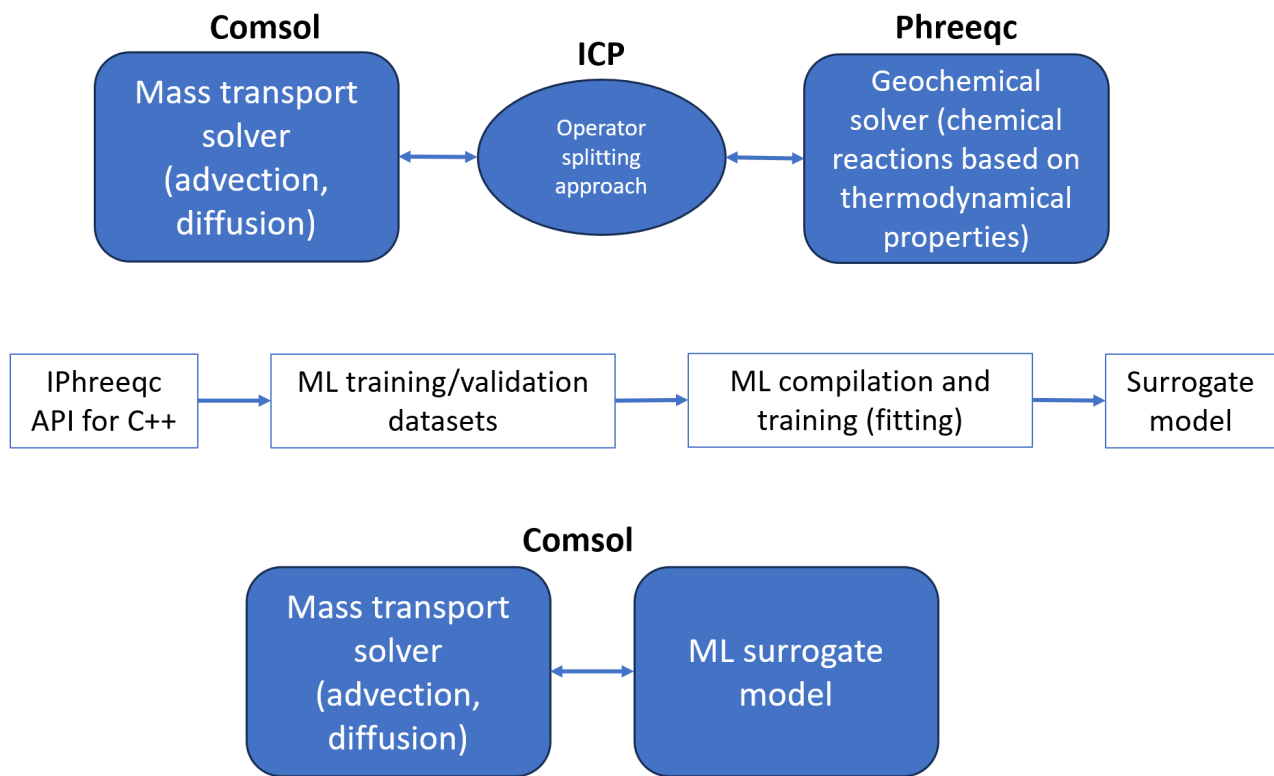 Comsol
ICP
Phreeqc
Mass transport
solver
(advection,
diffusion)
Operator
splitting
approach
Geochemical
solver (chemical
reactions based on
thermodynamical
properties)
IPhreeqc
API for C++
ML training/validation
datasets
ML compilation and
training (fitting)
Surrogate
model
Comsol
Mass transport
solver
(advection,
diffusion)
ML surrogate
model